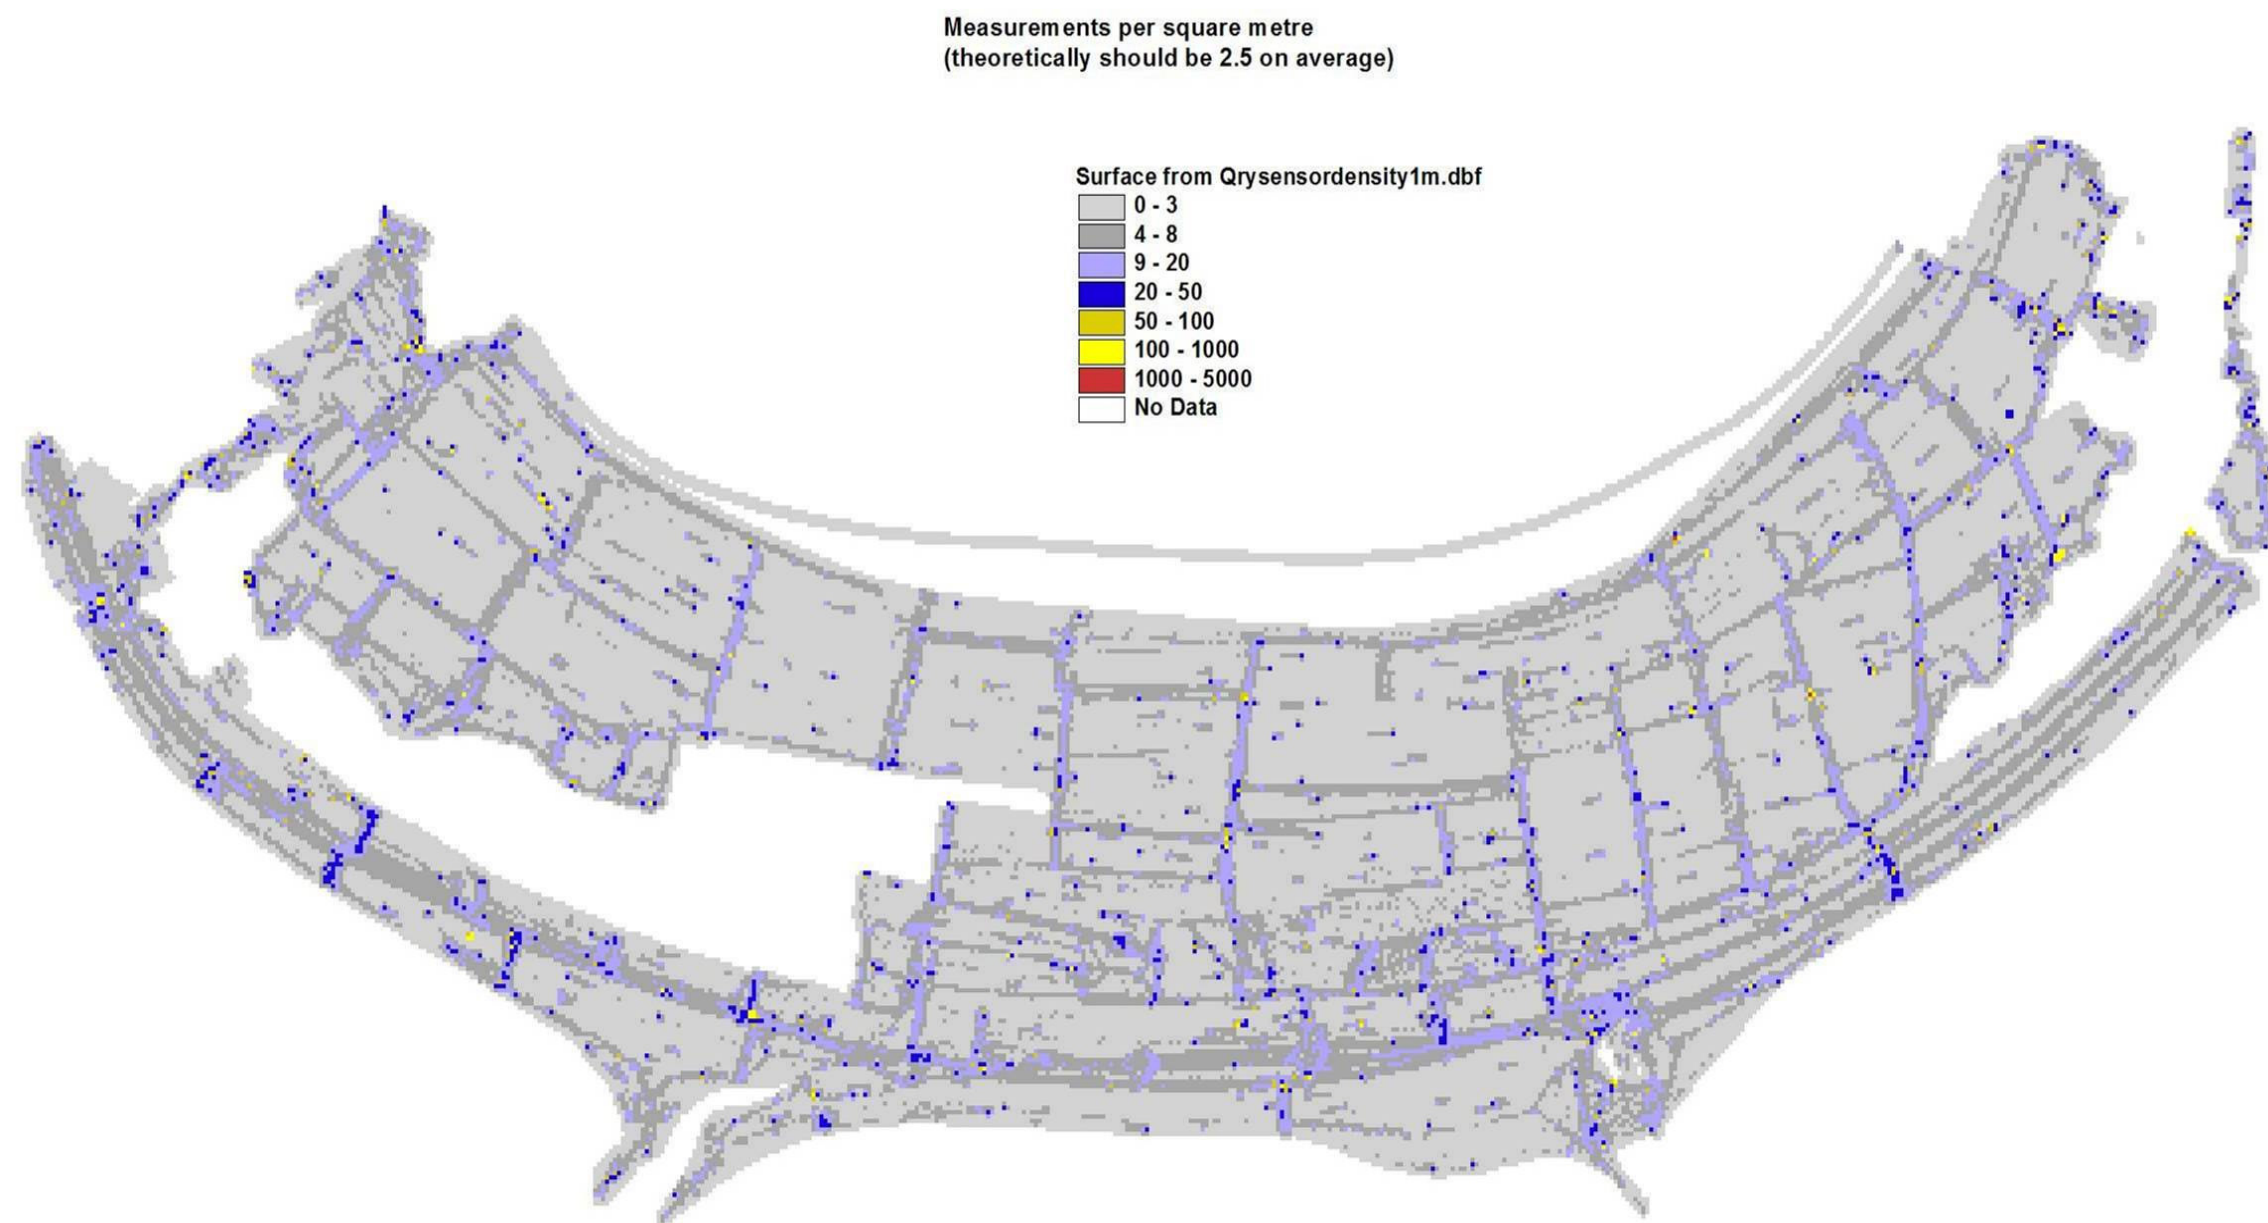 Measurements per square metre
(theoretically should be 2.5 on average)
Surface from Qrysensordensity1m.dbf
0 - 3
4 - 8
9 - 20
20 - 50
50 - 100
100 - 1000
1000 - 5000
No Data